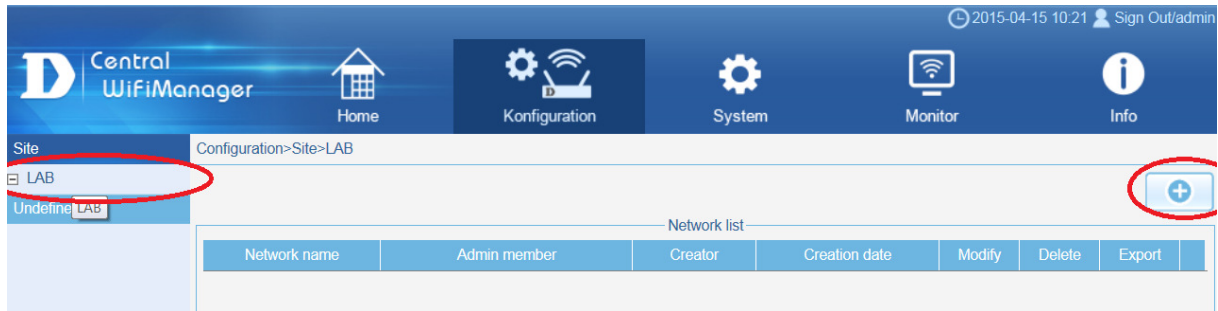 2015-04-15 10:21 Sign Out/admin
D Central
WiFiManager
Home
Konfiguration
System
Monitor
Info
Site
Configuration>Site>LAB
LAB
Undefine LAB
Network list
Network name Admin member Creator Creation date Modify Delete Export